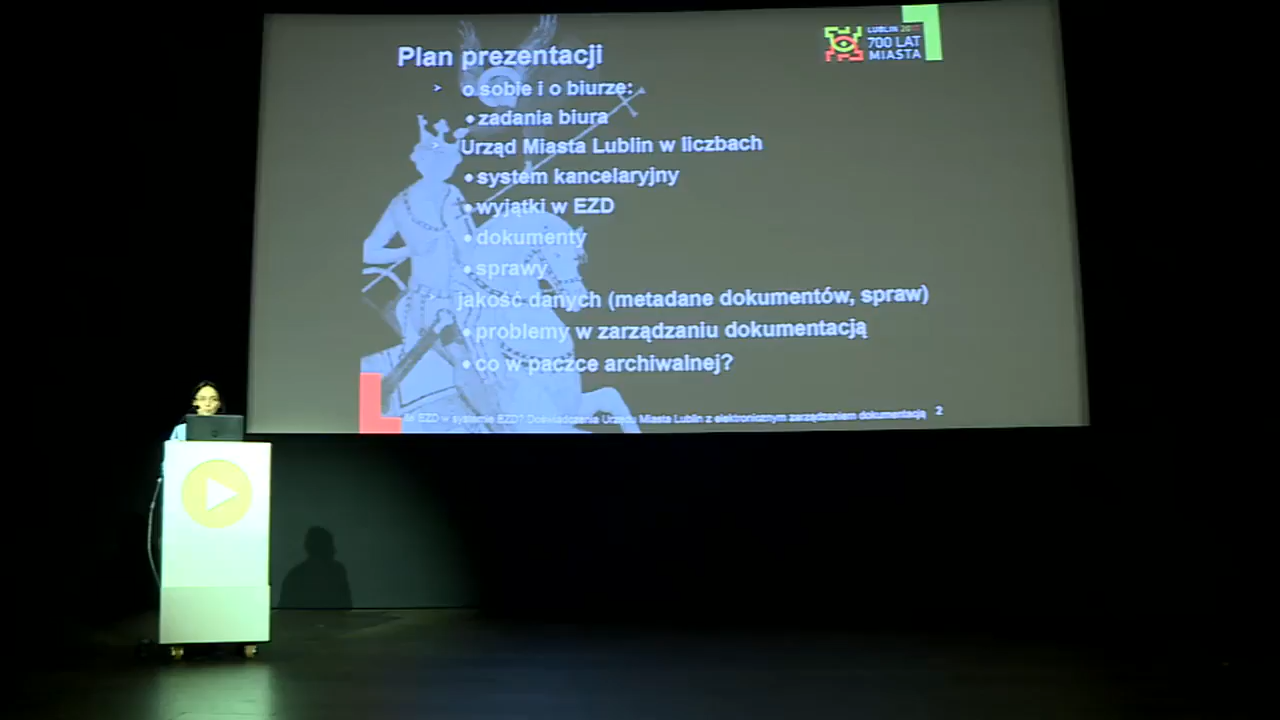 Plan prezentacji
LUBLIN
700 LAT
MIASTA
➢ o sobie i o biurze:
• zadania biura
Urząd Miasta Lublin w liczbach
• system kancelaryjny
• wyjątki w EZD
• dokumenty
• sprawy
jakość danych (metadane dokumentów, spraw)
• problemy w zarządzaniu dokumentacją
• co w paczce archiwalnej?
EZD w systemie EZD? Doświadczenia Urzędu Miasta Lublin z elektronicznym zarządzaniem dokumentacją 2